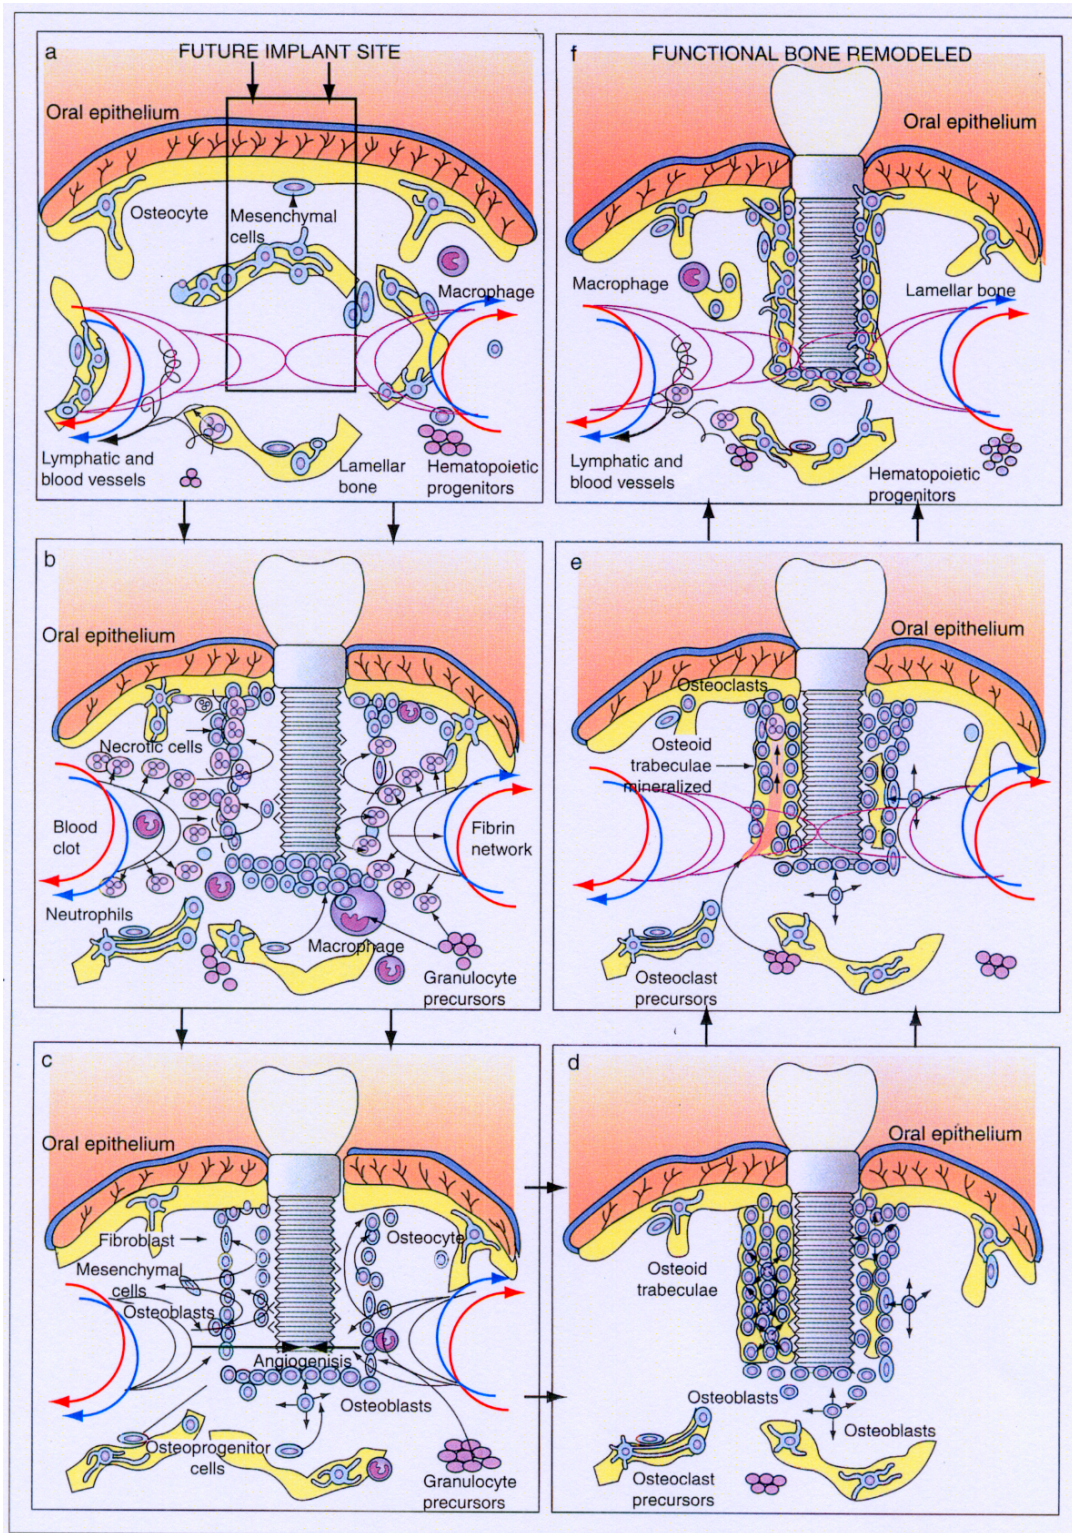 a
FUTURE IMPLANT SITE
Oral epithelium
Osteocyte
Mesenchymal
cells
Macrophage
Lymphatic and
blood vessels
Lamellar
bone
Hematopoietic
progenitors
b
Oral epithelium
Necrotic cells
Blood
clot
Fibrin
network
Neutrophils
Macrophage
Granulocyte
precursors
c
Oral epithelium
Fibroblast
Osteocyte
Mesenchymal
cells
Osteoblasts
Angiogenisis
Osteoblasts
Osteoprogenitor
cells
Granulocyte
precursors
d
Oral epithelium
Osteoid
trabeculae
Osteoblasts
Osteoblasts
Osteoclast
precursors
e
Oral epithelium
Osteoclasts
Osteoid
trabeculae
mineralized
Osteoclast
precursors
f
FUNCTIONAL BONE REMODELED
Oral epithelium
Macrophage
Lamellar bone
Lymphatic and
blood vessels
Hematopoietic
progenitors